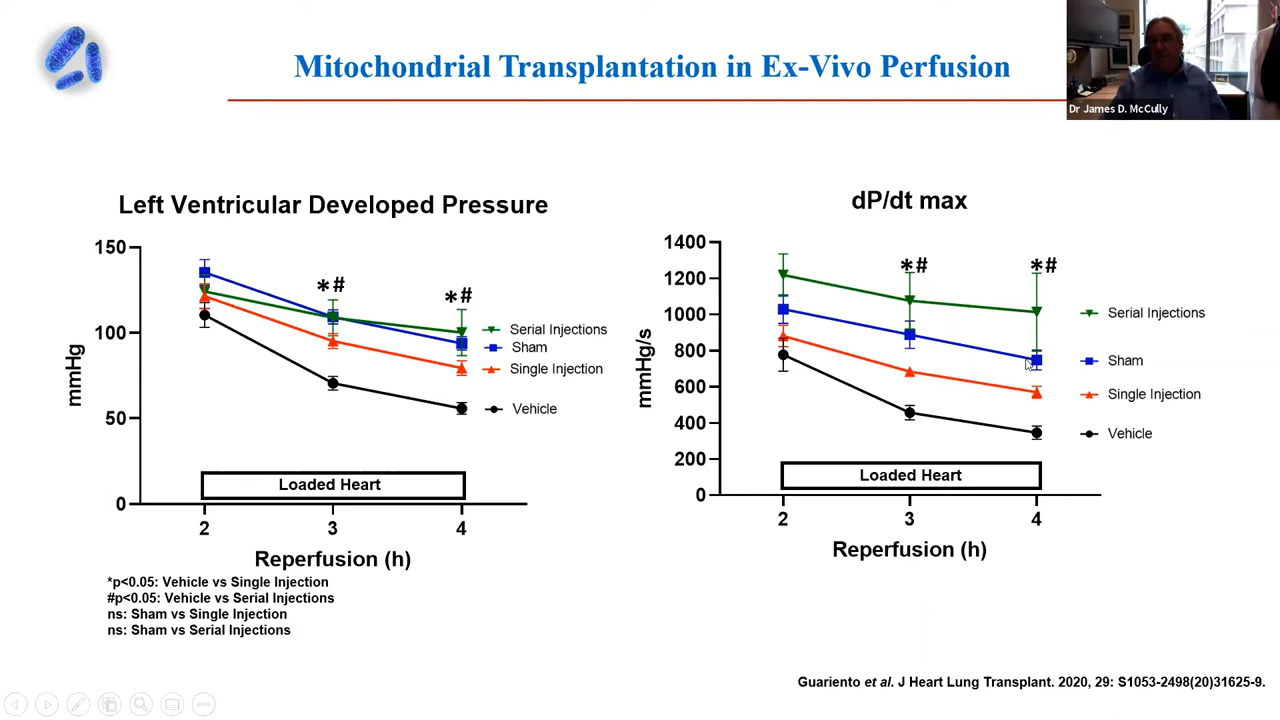 Mitochondrial Transplantation in Ex-Vivo Perfusion
Dr James D. McCully
Left Ventricular Developed Pressure
150
100
50
0
mmHg
*#
*#
Serial Injections
Sham
Single Injection
Vehicle
Loaded Heart
2 3 4
Reperfusion (h)
*p<0.05: Vehicle vs Single Injection
#p<0.05: Vehicle vs Serial Injections
ns: Sham vs Single Injection
ns: Sham vs Serial Injections
dP/dt max
1400
1200
1000
800
600
400
200
0
mmHg/s
*#
*#
Serial Injections
Sham
Single Injection
Vehicle
Loaded Heart
2 3 4
Reperfusion (h)
Guariento et al. J Heart Lung Transplant. 2020, 29: S1053-2498(20)31625-9.